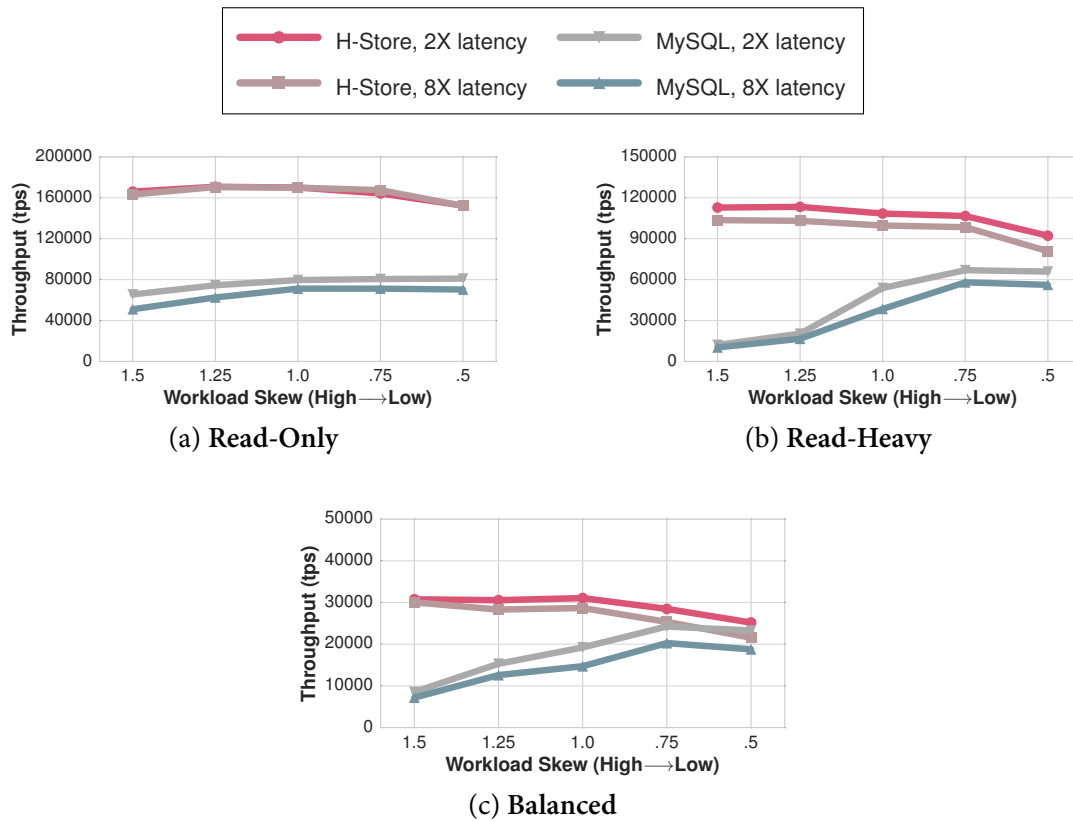 H-Store, 2X latency
MySQL, 2X latency
H-Store, 8X latency
MySQL, 8X latency
Throughput (tps)
200000
160000
120000
80000
40000
0
1.5 1.25 1.0 .75 .5
Workload Skew (High→Low)
(a) Read-Only
Throughput (tps)
150000
120000
90000
60000
30000
0
1.5 1.25 1.0 .75 .5
Workload Skew (High→Low)
(b) Read-Heavy
Throughput (tps)
50000
40000
30000
20000
10000
0
1.5 1.25 1.0 .75 .5
Workload Skew (High→Low)
(c) Balanced